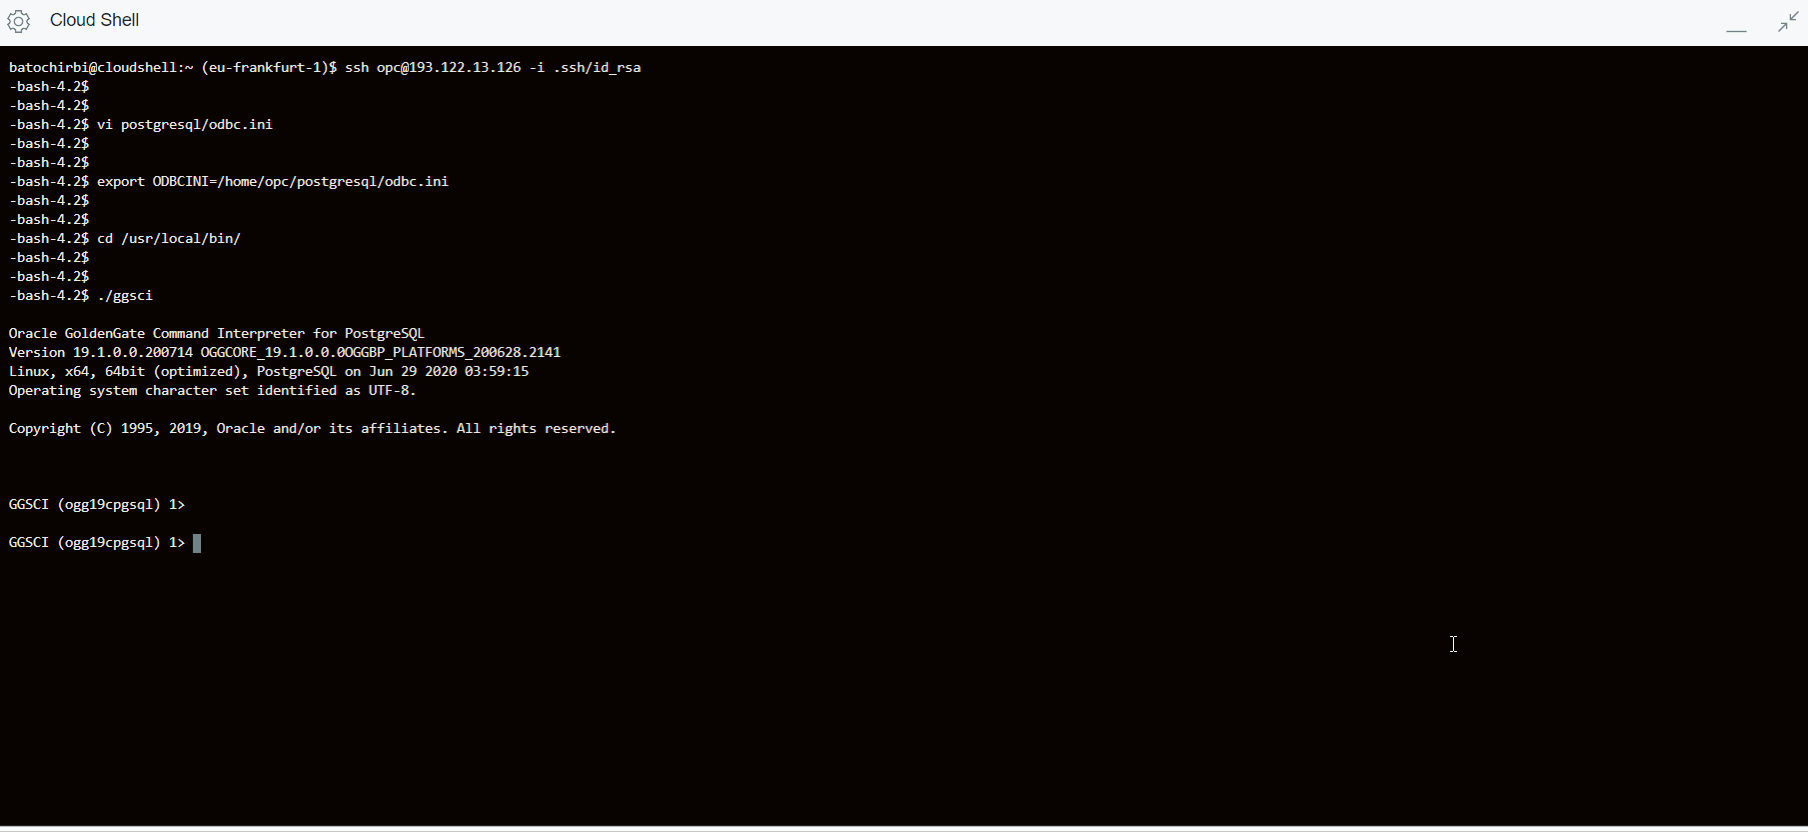 Cloud Shell
batochirbi@cloudshell:~ (eu-frankfurt-1)$ ssh opc@193.122.13.126 -i .ssh/id_rsa
-bash-4.2$
-bash-4.2$
-bash-4.2$ vi postgresql/odbc.ini
-bash-4.2$
-bash-4.2$
-bash-4.2$ export ODBCINI=/home/opc/postgresql/odbc.ini
-bash-4.2$
-bash-4.2$
-bash-4.2$ cd /usr/local/bin/
-bash-4.2$
-bash-4.2$
-bash-4.2$ ./ggsci
Oracle GoldenGate Command Interpreter for PostgreSQL
Version 19.1.0.0.200714 OGGCORE_19.1.0.0.0OGGBP_PLATFORMS_200628.2141
Linux, x64, 64bit (optimized), PostgreSQL on Jun 29 2020 03:59:15
Operating system character set identified as UTF-8.
Copyright (C) 1995, 2019, Oracle and/or its affiliates. All rights reserved.
GGSCI (ogg19cpgsql) 1>
GGSCI (ogg19cpgsql) 1>